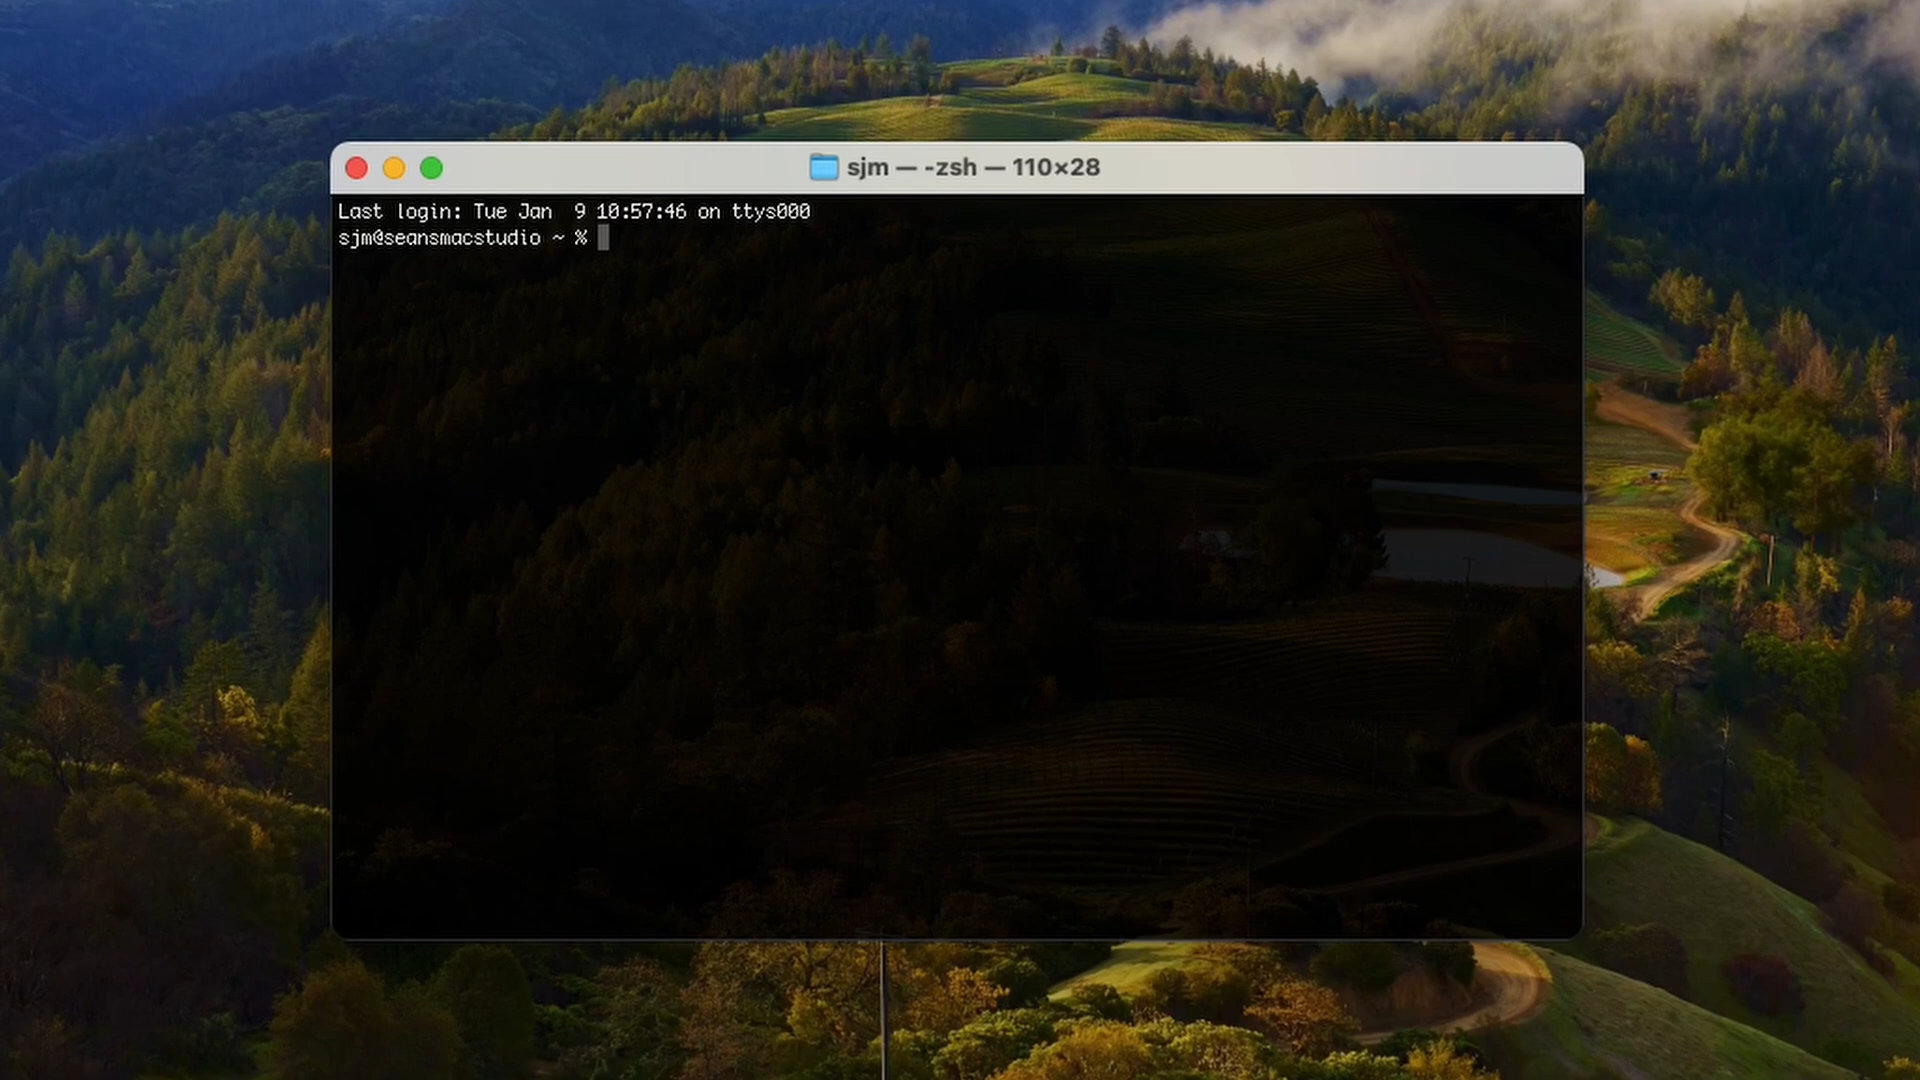 sjm — -zsh — 110×28
Last login: Tue Jan  9 10:57:46 on ttys000
sjm@seansmacstudio ~ %